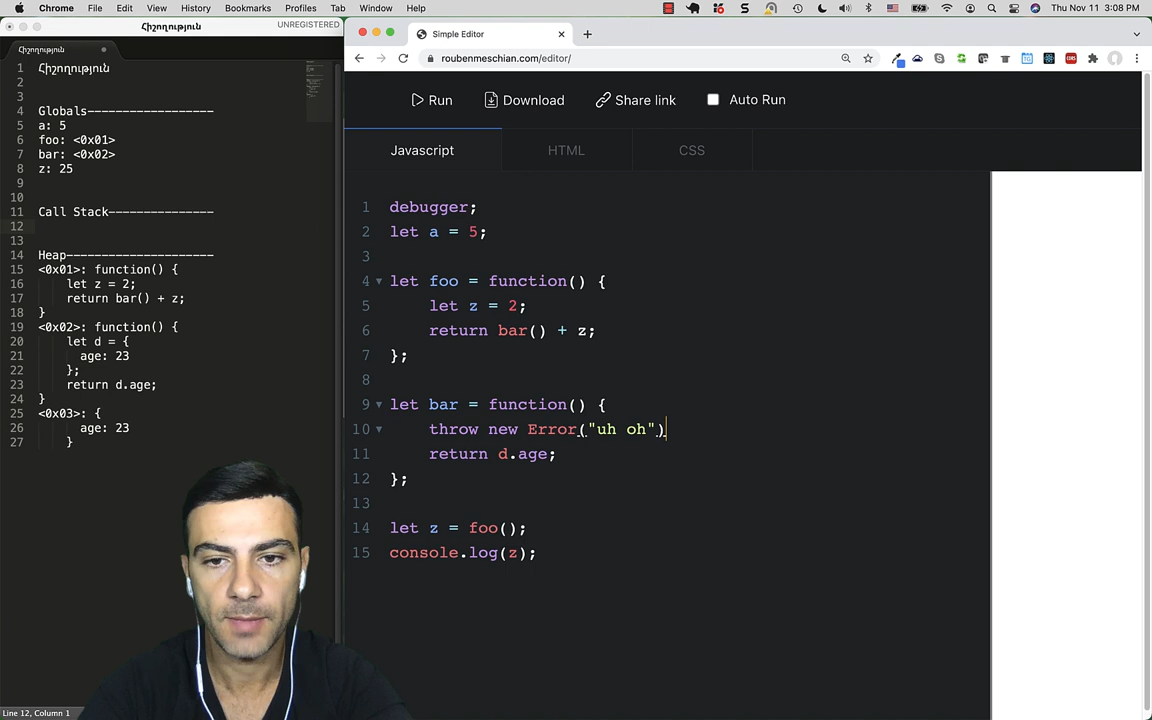 Chrome File Edit View History Bookmarks Profiles Tab Window Help Thu Nov 11 3:08 PM
Հիշողություն UNREGISTERED
Հիշողություն
1 Հիշողություն
2
3
4 Globals------------------
5 a: 5
6 foo: <0x01>
7 bar: <0x02>
8 z: 25
9
10
11 Call Stack---------------
12
13
14 Heap---------------------
15 <0x01>: function() {
16 let z = 2;
17 return bar() + z;
18 }
19 <0x02>: function() {
20 let d = {
21 age: 23
22 };
23 return d.age;
24 }
25 <0x03>: {
26 age: 23
27 }
Line 12, Column 1
Simple Editor
roubenmeschian.com/editor/
Run Download Share link Auto Run
Javascript HTML CSS
1 debugger;
2 let a = 5;
3
4 let foo = function() {
5 let z = 2;
6 return bar() + z;
7 };
8
9 let bar = function() {
10 throw new Error("uh oh")
11 return d.age;
12 };
13
14 let z = foo();
15 console.log(z);